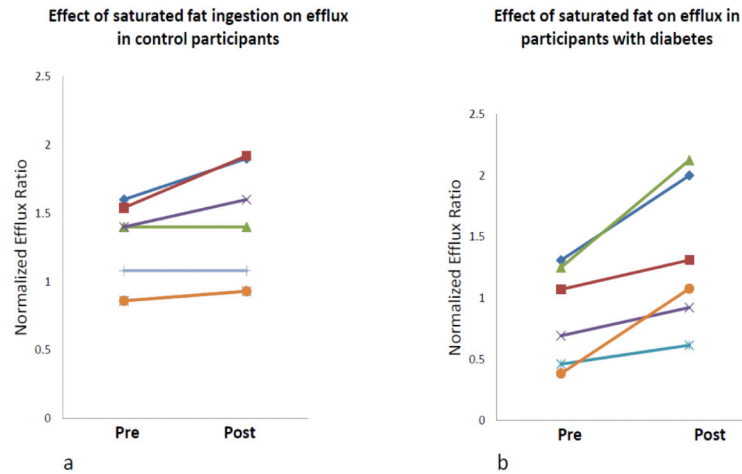 Effect of saturated fat ingestion on efflux
in control participants
Normalized Efflux Ratio
2.5
2
1.5
1
0.5
0
Pre Post
a
Effect of saturated fat on efflux in
participants with diabetes
Normalized Efflux Ratio
2.5
2
1.5
1
0.5
0
Pre Post
b